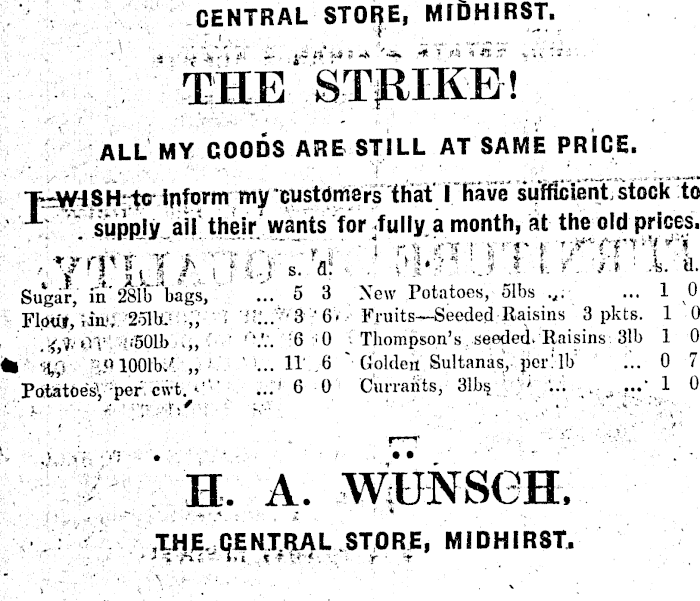 CENTRAL STORE, MIDHIRST.
THE STRIKE!
ALL MY GOODS ARE STILL AT SAME PRICE.
I WISH to inform my customers that I have sufficient stock to
supply all their wants for fully a month, at the old prices.
s. d.
Sugar, in 28lb bags, ... 5 3
Flour, in 25lb. ,, ... 3 6
,, 50lb ,, ... 6 0
,, 100lb. ,, ... 11 6
Potatoes, per cwt. ... 6 0
s. d.
New Potatoes, 5lbs ... ... 1 0
Fruits—Seeded Raisins 3 pkts. 1 0
Thompson's seeded Raisins 3lb 1 0
Golden Sultanas, per lb ... 0 7
Currants, 3lbs ... ... 1 0
H. A. WÜNSCH,
THE CENTRAL STORE, MIDHIRST.